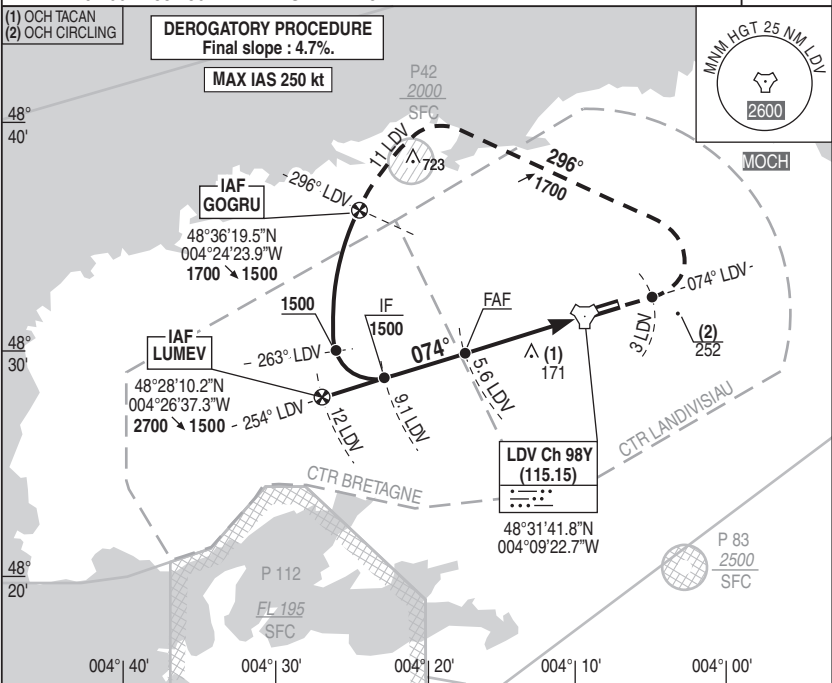 (1) OCH TACAN
(2) OCH CIRCLING
DEROGATORY PROCEDURE
Final slope : 4.7%.
MAX IAS 250 kt
MNM HGT 25 NM LDV
2600
MOCH
P42
2000
SFC
48°
40'
11 LDV
723
296°
1700
296° LDV
IAF
GOGRU
48°36'19.5"N
004°24'23.9"W
1700 ↘ 1500
1500
IF
1500
FAF
074° LDV
263° LDV
074°
3 LDV
(2)
252
48°
30'
IAF
LUMEV
48°28'10.2"N
004°26'37.3"W
2700 ↘ 1500
254° LDV
12 LDV
9.1 LDV
5.6 LDV
(1)
171
CTR LANDIVISIAU
LDV Ch 98Y
(115.15)
48°31'41.8"N
004°09'22.7"W
CTR BRETAGNE
P 83
2500
SFC
48°
20'
P 112
FL 195
SFC
004° 40' 004° 30' 004° 20' 004° 10' 004° 00'